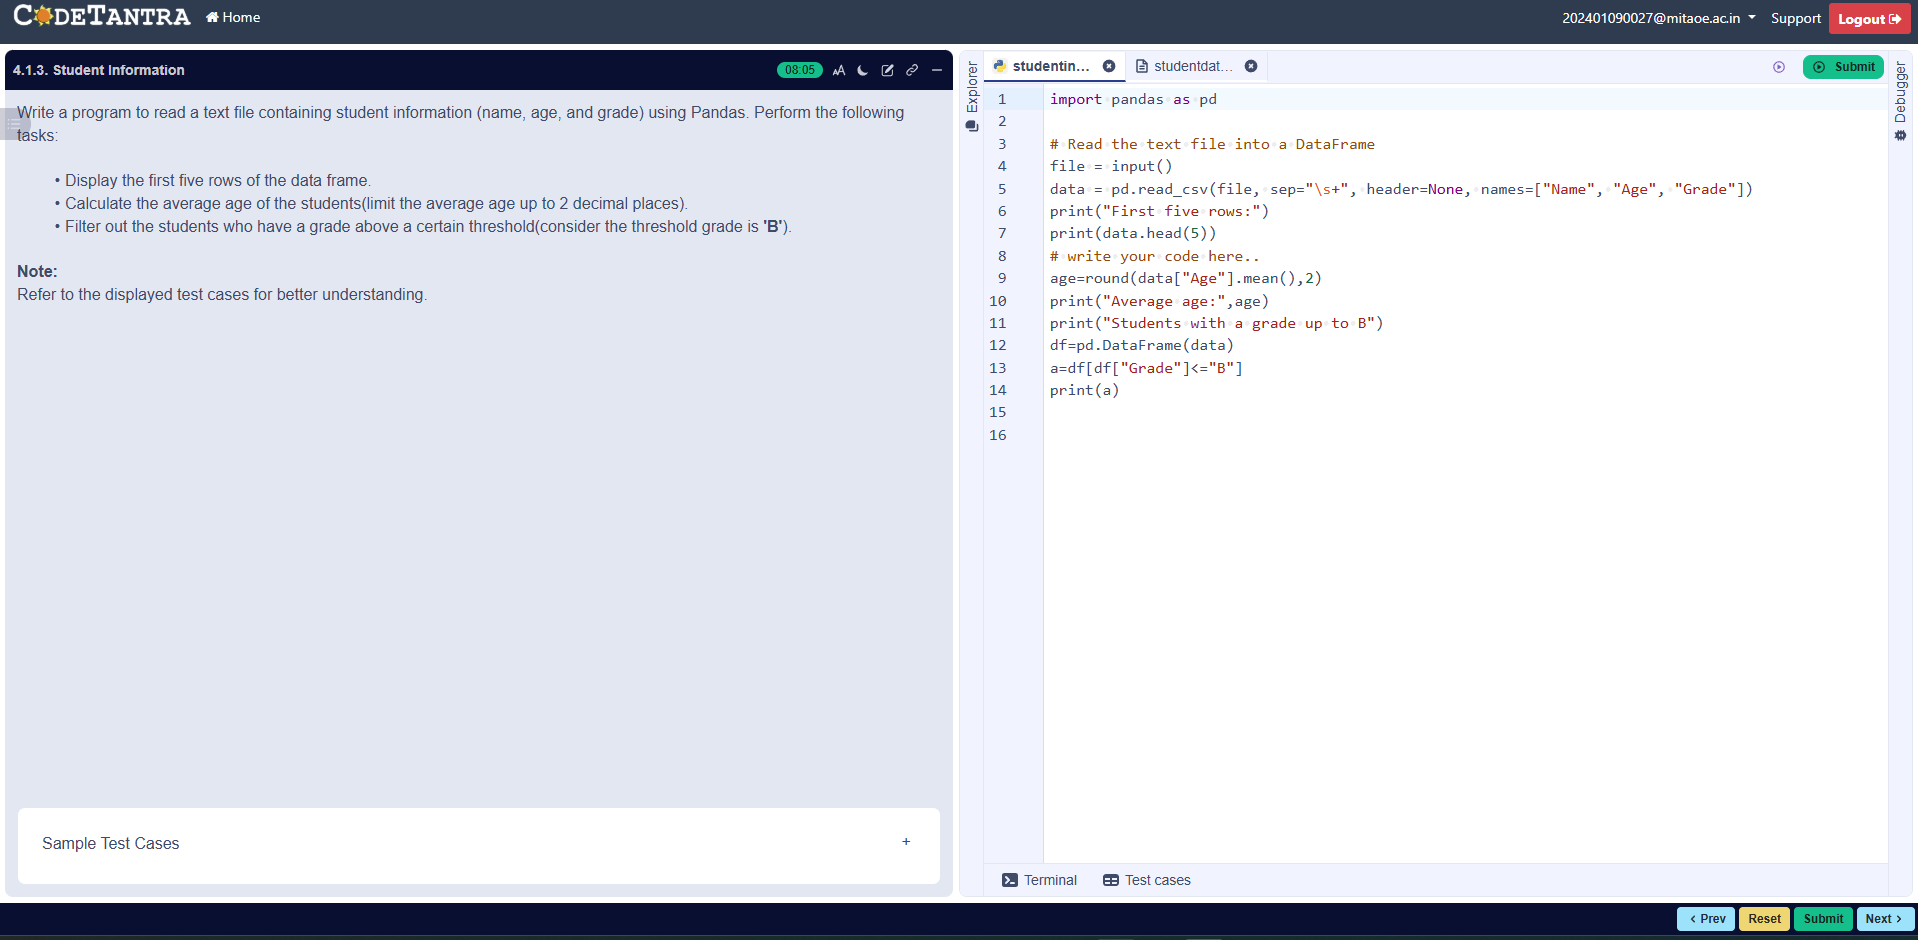 CODETANTRA
Home
202401090027@mitaoe.ac.in
Support
Logout
4.1.3. Student Information
08:05
AA
Write a program to read a text file containing student information (name, age, and grade) using Pandas. Perform the following
tasks:
• Display the first five rows of the data frame.
• Calculate the average age of the students(limit the average age up to 2 decimal places).
• Filter out the students who have a grade above a certain threshold(consider the threshold grade is 'B').
Note:
Refer to the displayed test cases for better understanding.
Sample Test Cases
+
Explorer
studentin...
studentdat...
Submit
Debugger
1 import pandas as pd
2
3 # Read the text file into a DataFrame
4 file = input()
5 data = pd.read_csv(file, sep="\s+", header=None, names=["Name", "Age", "Grade"])
6 print("First five rows:")
7 print(data.head(5))
8 # write your code here..
9 age=round(data["Age"].mean(),2)
10 print("Average age:",age)
11 print("Students with a grade up to B")
12 df=pd.DataFrame(data)
13 a=df[df["Grade"]<="B"]
14 print(a)
15
16
Terminal
Test cases
< Prev
Reset
Submit
Next >